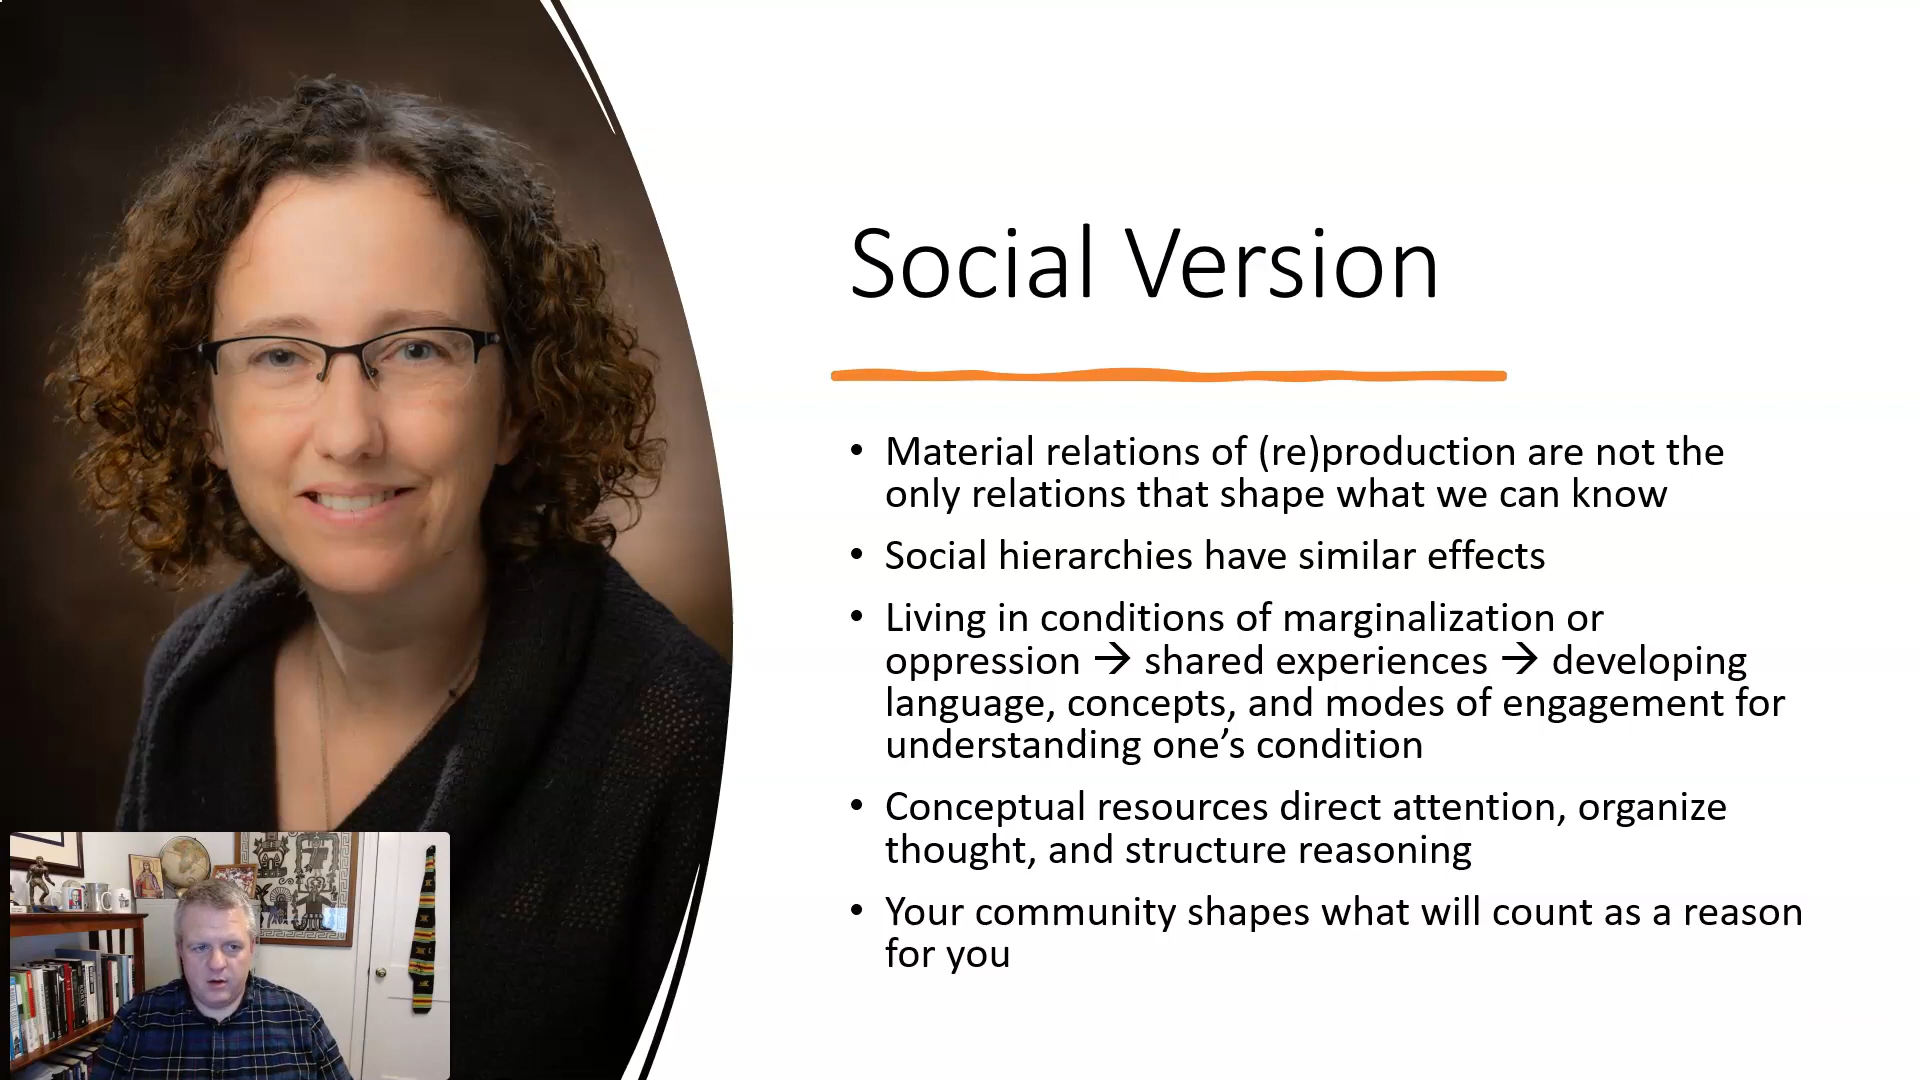 Social Version
• Material relations of (re)production are not the
only relations that shape what we can know
• Social hierarchies have similar effects
• Living in conditions of marginalization or
oppression → shared experiences → developing
language, concepts, and modes of engagement for
understanding one’s condition
• Conceptual resources direct attention, organize
thought, and structure reasoning
• Your community shapes what will count as a reason
for you